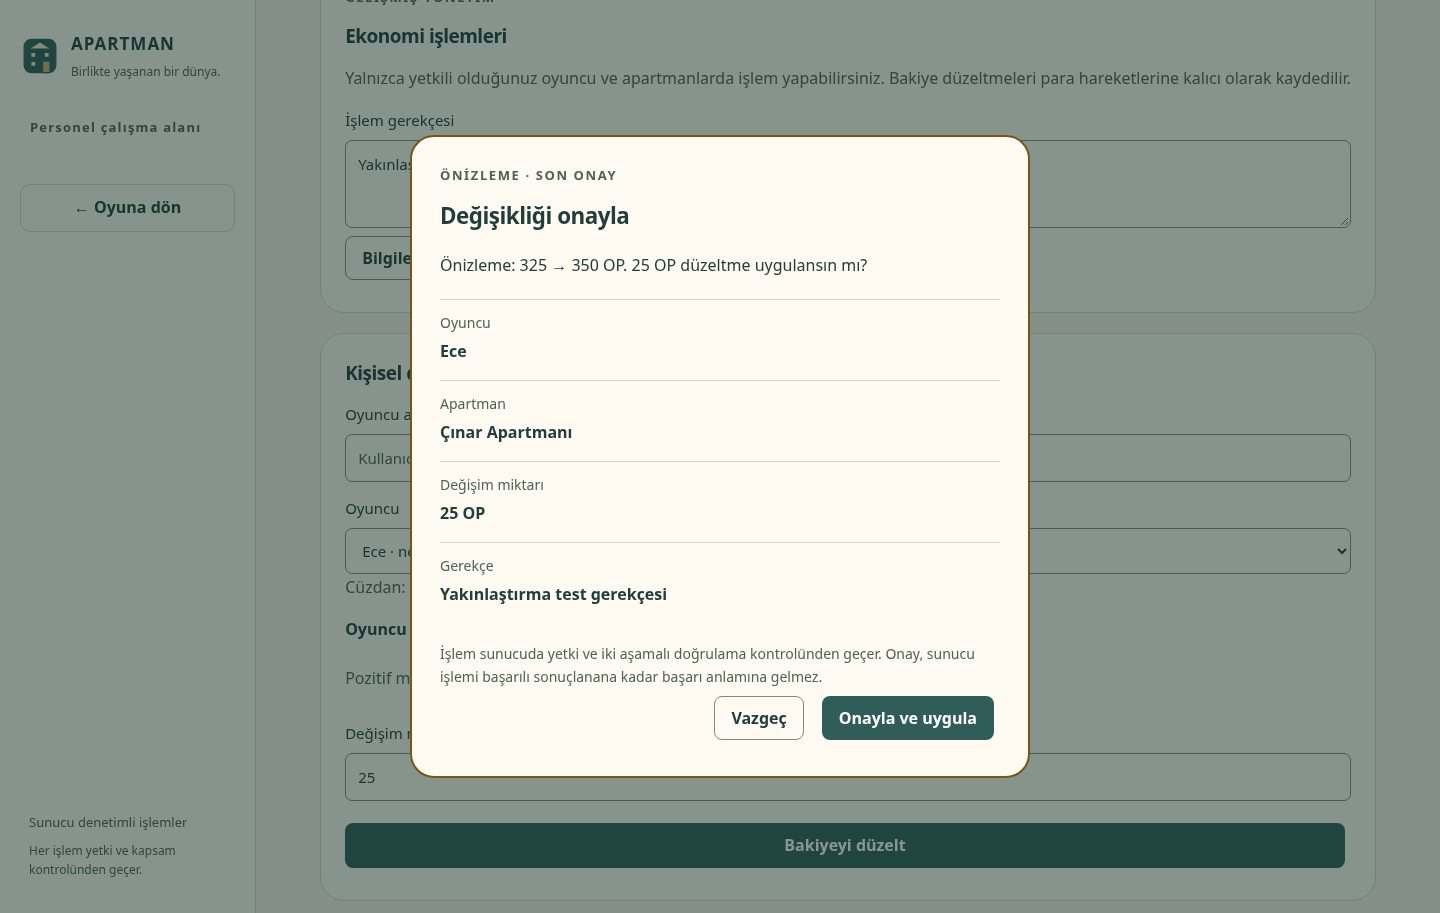 APARTMAN
Birlikte yaşanan bir dünya.
Personel çalışma alanı
← Oyuna dön
Sunucu denetimli işlemler
Her işlem yetki ve kapsam
kontrolünden geçer.
Ekonomi işlemleri
Yalnızca yetkili olduğunuz oyuncu ve apartmanlarda işlem yapabilirsiniz. Bakiye düzeltmeleri para hareketlerine kalıcı olarak kaydedilir.
İşlem gerekçesi
ÖNİZLEME · SON ONAY
Değişikliği onayla
Önizleme: 325 → 350 OP. 25 OP düzeltme uygulansın mı?
Oyuncu
Ece
Apartman
Çınar Apartmanı
Değişim miktarı
25 OP
Gerekçe
Yakınlaştırma test gerekçesi
İşlem sunucuda yetki ve iki aşamalı doğrulama kontrolünden geçer. Onay, sunucu
işlemi başarılı sonuçlanana kadar başarı anlamına gelmez.
Vazgeç
Onayla ve uygula
Kişisel
Oyuncu
Oyuncu
Ece ·
Cüzdan:
Oyuncu
Pozitif
Değişim
25
Bakiyeyi düzelt